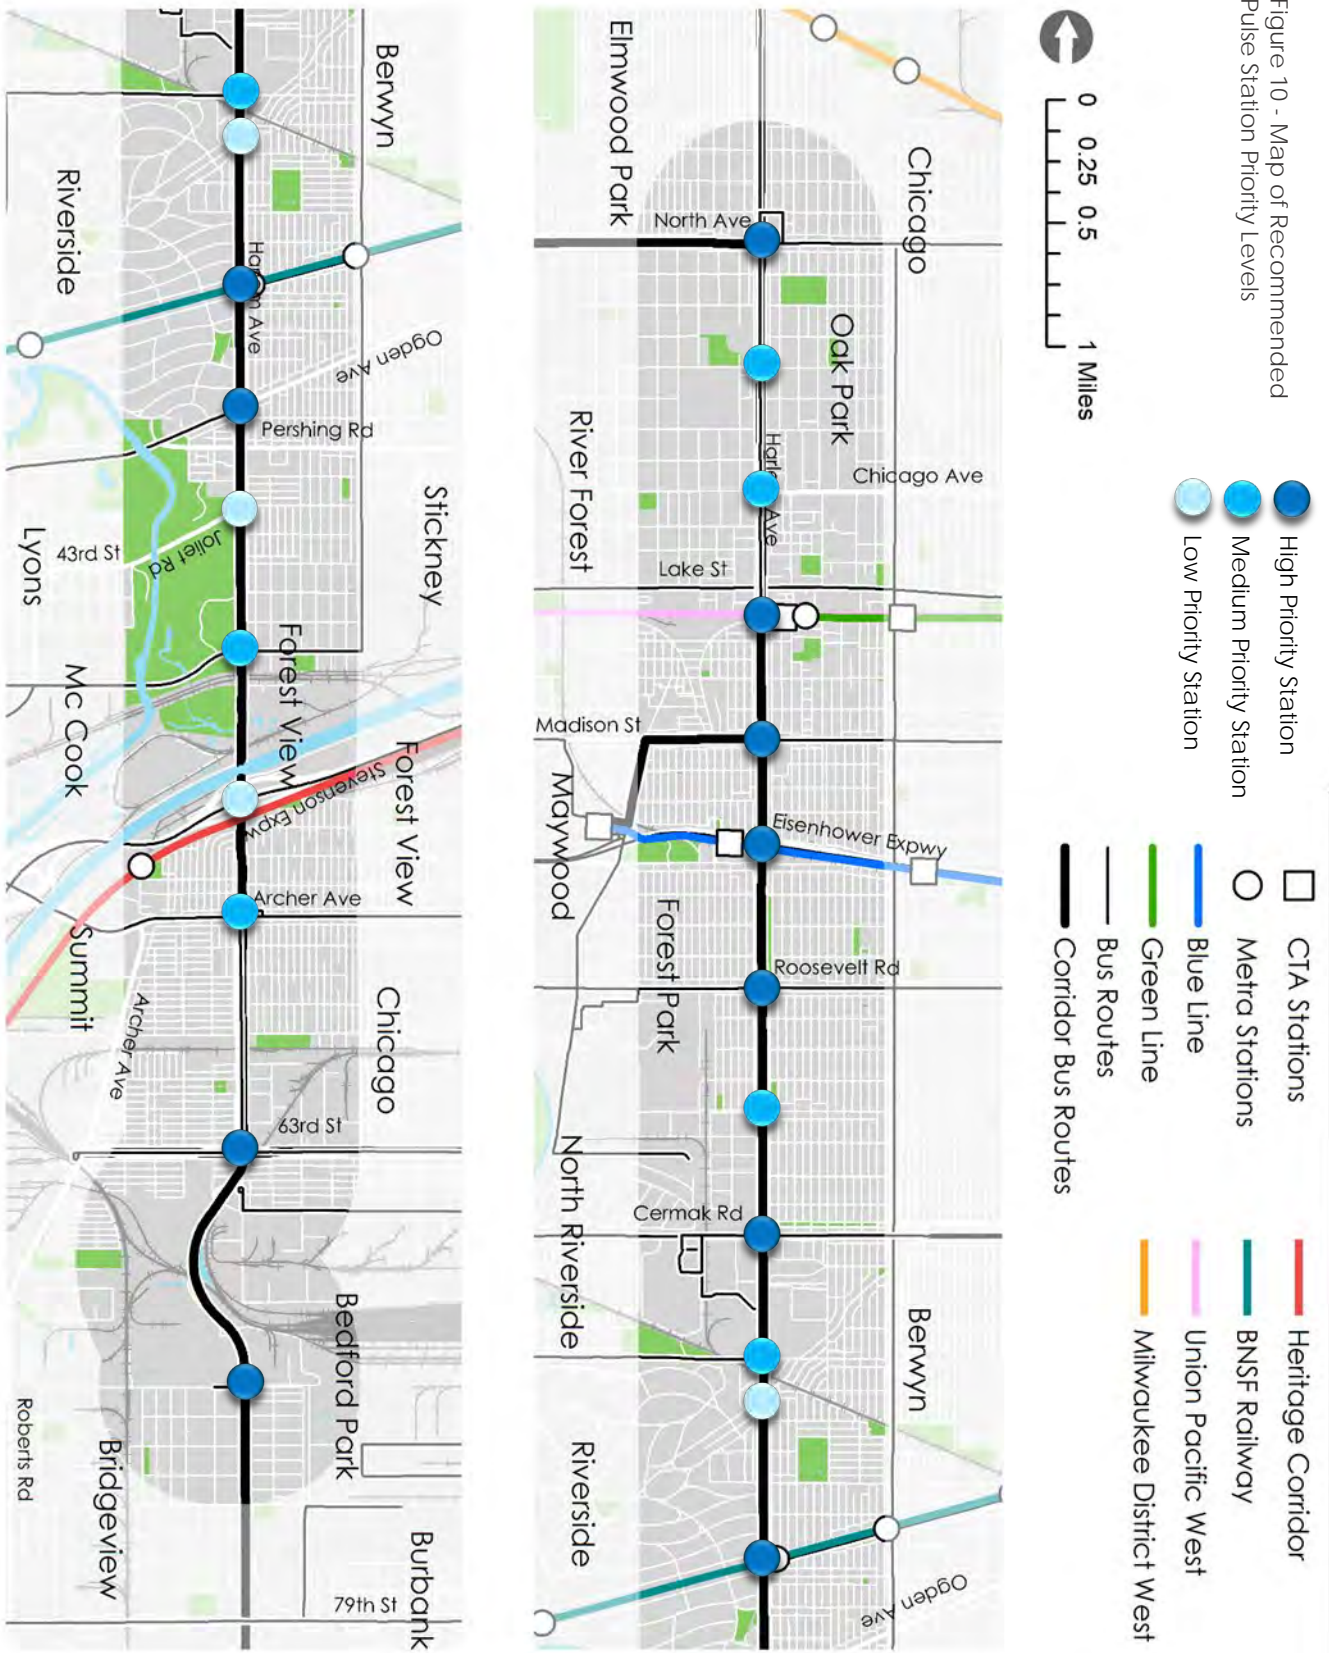 Figure 10 - Map of Recommended
Pulse Station Priority Levels
High Priority Station
Medium Priority Station
Low Priority Station
CTA Stations
Metra Stations
Blue Line
Green Line
Bus Routes
Corridor Bus Routes
Heritage Corridor
BNSF Railway
Union Pacific West
Milwaukee District West
0 0.25 0.5 1 Miles
Chicago
Elmwood Park
North Ave
Oak Park
River Forest
Chicago Ave
Ave
Lake St
Madison St
Maywood
Eisenhower Expwy
Forest Park
Roosevelt Rd
North Riverside
Cermak Rd
Berwyn
Riverside
Ogden Ave
Berwyn
Riverside
Ave
Ogden Ave
Pershing Rd
Stickney
Lyons
43rd St
Joliet Rd
Forest View
Mc Cook
Forest View
Stevenson Expwy
Archer Ave
Summit
Archer Ave
Chicago
63rd St
Bedford Park
Bridgeview
Roberts Rd
Burbank
79th St